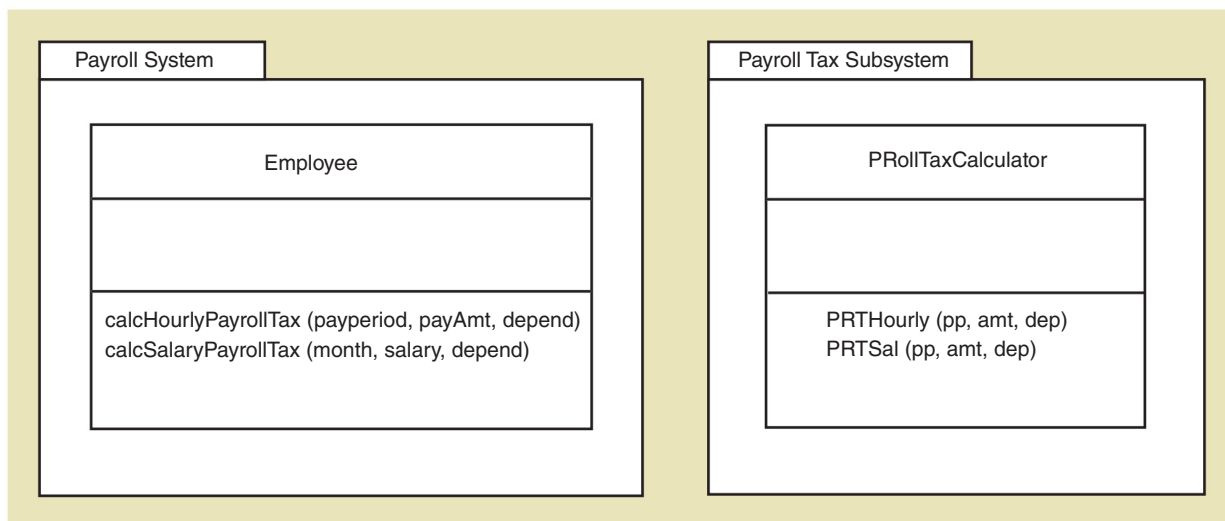 Payroll System
Employee
calcHourlyPayrollTax (payperiod, payAmt, depend)
calcSalaryPayrollTax (month, salary, depend)
Payroll Tax Subsystem
PRollTaxCalculator
PRTHourly (pp, amt, dep)
PRTSal (pp, amt, dep)